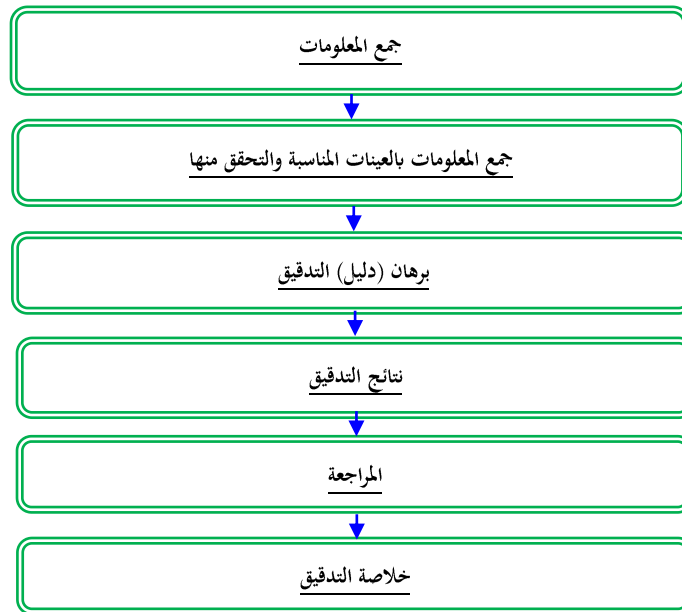 جمع المعلومات
جمع المعلومات بالعينات المناسبة والتحقق منها
برهان (دليل) التدقيق
نتائج التدقيق
المراجعة
خلاصة التدقيق